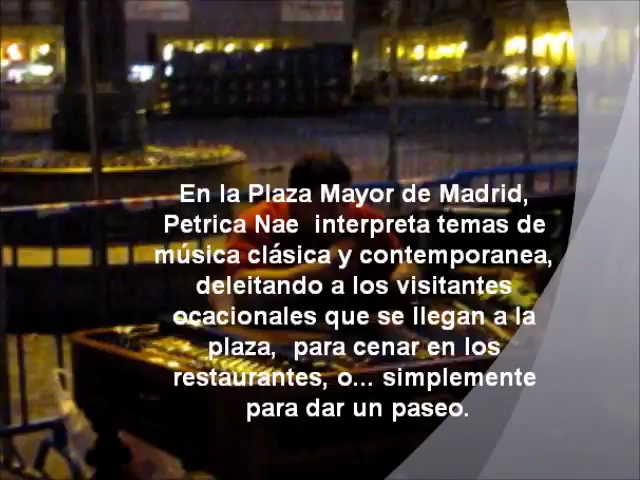 En la Plaza Mayor de Madrid,
Petrica Nae interpreta temas de
música clásica y contemporanea,
deleitando a los visitantes
ocacionales que se llegan a la
plaza, para cenar en los
restaurantes, o... simplemente
para dar un paseo.